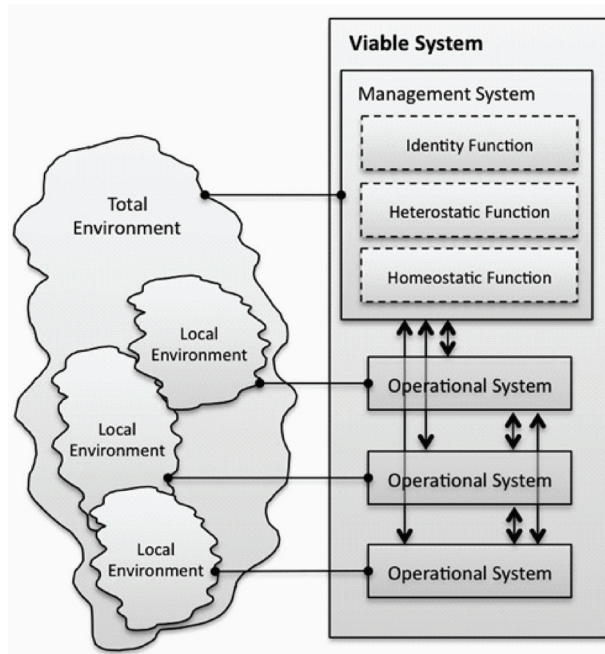 Viable System
Management System
Identity Function
Heterostatic Function
Homeostatic Function
Total
Environment
Local
Environment
Operational System
Local
Environment
Operational System
Local
Environment
Operational System